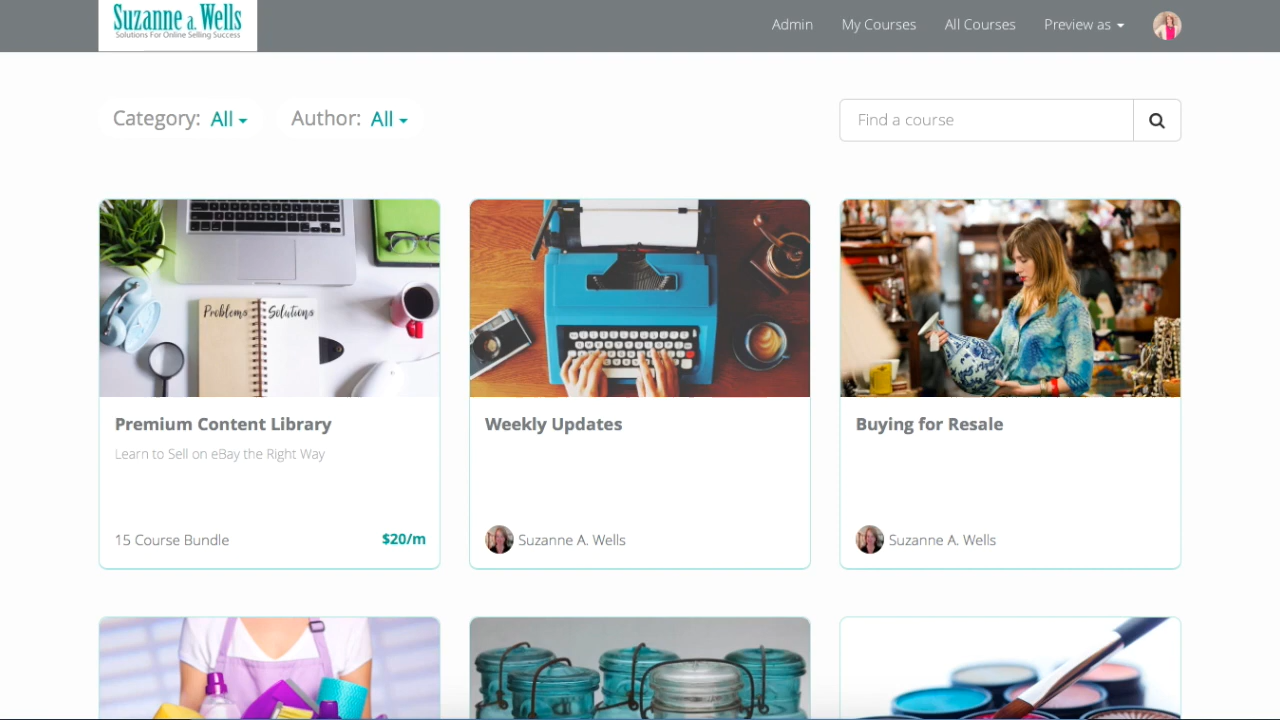 Suzanne a. Wells
Solutions For Online Selling Success
Admin
My Courses
All Courses
Preview as
Category: All
Author: All
Find a course
Problems
Solutions
Premium Content Library
Learn to Sell on eBay the Right Way
15 Course Bundle
$20/m
Weekly Updates
Suzanne A. Wells
Buying for Resale
Suzanne A. Wells